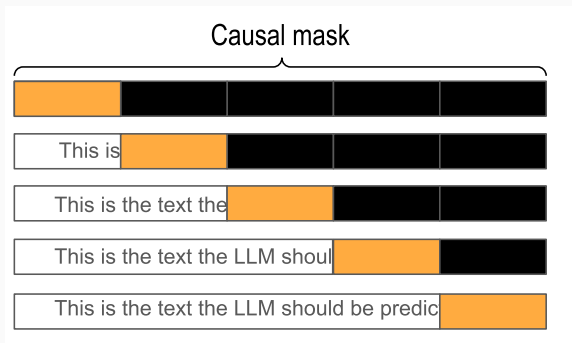 Causal mask
This is
This is the text the
This is the text the LLM shoul
This is the text the LLM should be predic